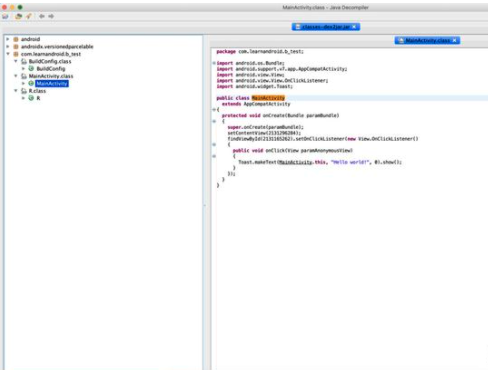 MainActivity.class - Java Decompiler
classes-dex2jar.jar
android
androidx.versionedparcelable
com.learnandroid.b_test
BuildConfig.class
BuildConfig
MainActivity.class
MainActivity
R.class
R
MainActivity.class
package com.learnandroid.b_test;
import android.os.Bundle;
import android.support.v7.app.AppCompatActivity;
import android.view.View;
import android.view.View.OnClickListener;
import android.widget.Toast;
public class MainActivity
extends AppCompatActivity
{
protected void onCreate(Bundle paramBundle)
{
super.onCreate(paramBundle);
setContentView(2131296284);
findViewById(2131165262).setOnClickListener(new View.OnClickListener()
{
public void onClick(View paramAnonymousView)
{
Toast.makeText(MainActivity.this, "Hello world!", 0).show();
}
});
}
}